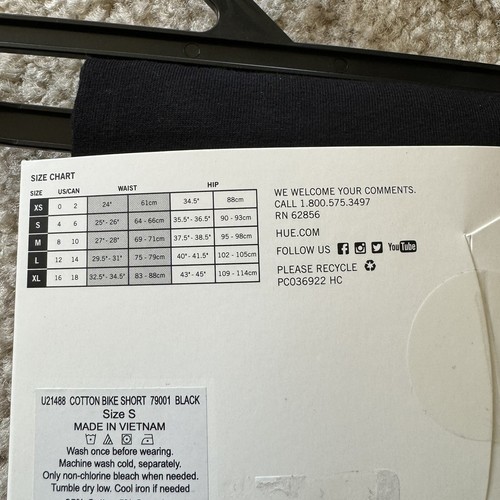 SIZE CHART
SIZE US/CAN WAIST HIP
XS 0 2 24" 61cm 34.5" 88cm
S 4 6 25"- 26" 64 - 66cm 35.5" - 36.5" 90 - 93cm
M 8 10 27"- 28" 69 - 71cm 37.5" - 38.5" 95 - 98cm
L 12 14 29.5"- 31" 75 - 79cm 40" - 41.5" 102 - 105cm
XL 16 18 32.5"- 34.5" 83 - 88cm 43"- 45" 109 - 114cm
WE WELCOME YOUR COMMENTS.
CALL 1.800.575.3497
RN 62856
HUE.COM
FOLLOW US f You Tube
PLEASE RECYCLE
PC036922 HC
U21488 COTTON BIKE SHORT 79001 BLACK
Size S
MADE IN VIETNAM
Wash once before wearing.
Machine wash cold, separately.
Only non-chlorine bleach when needed.
Tumble dry low. Cool iron if needed